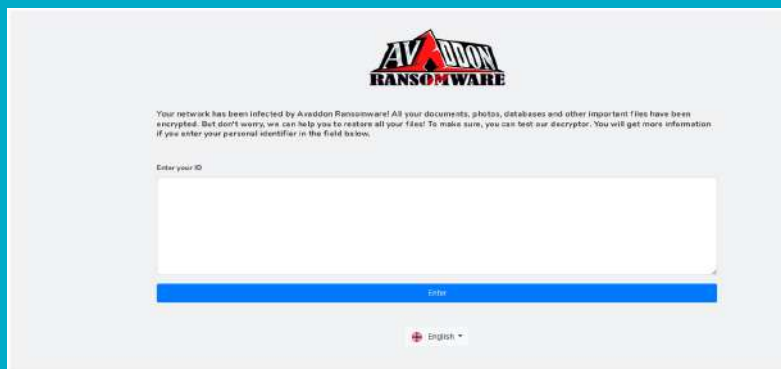 AVADDON
RANSOMWARE
Your network has been infected by Avaddon Ransomware! All your documents, photos, databases and other important files have been
encrypted. But don't worry, we can help you to restore all your files! To make sure, you can test our decryptor. You will get more information
if you enter your personal identifier in the field below.
Enter your ID
Enter
English